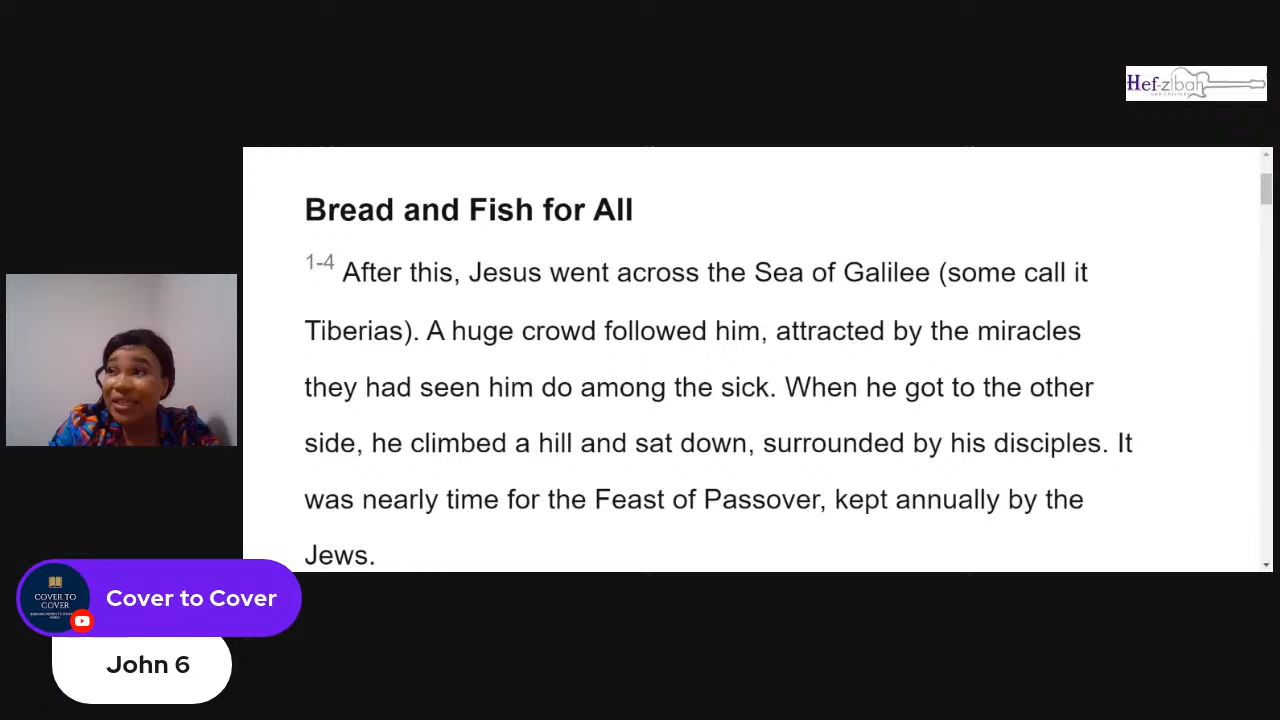 Hef-zibah
Bread and Fish for All
1-4 After this, Jesus went across the Sea of Galilee (some call it
Tiberias). A huge crowd followed him, attracted by the miracles
they had seen him do among the sick. When he got to the other
side, he climbed a hill and sat down, surrounded by his disciples. It
was nearly time for the Feast of Passover, kept annually by the
Jews.
COVER TO
COVER
Cover to Cover
John 6